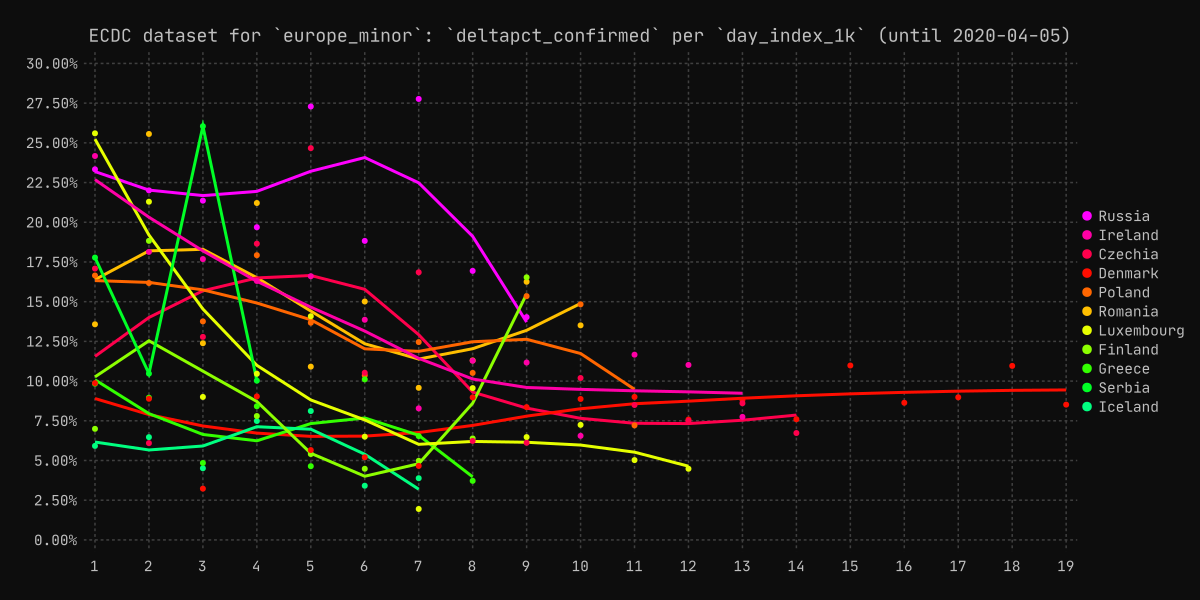 ECDC dataset for `europe_minor`: `deltapct_confirmed` per `day_index_1k` (until 2020-04-05)
30.00%
27.50%
25.00%
22.50%
20.00%
17.50%
15.00%
12.50%
10.00%
7.50%
5.00%
2.50%
0.00%
1 2 3 4 5 6 7 8 9 10 11 12 13 14 15 16 17 18 19
Russia
Ireland
Czechia
Denmark
Poland
Romania
Luxembourg
Finland
Greece
Serbia
Iceland